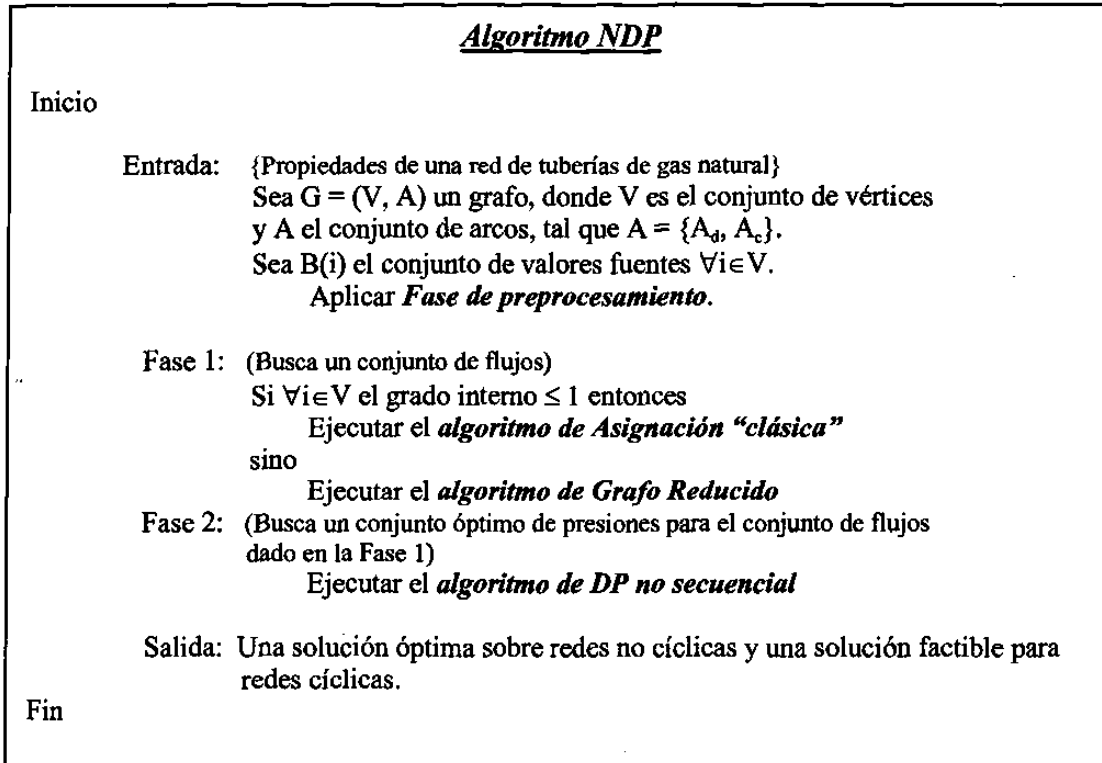 Algoritmo NDP
Inicio
Entrada: {Propiedades de una red de tuberías de gas natural}
Sea G = (V, A) un grafo, donde V es el conjunto de vértices
y A el conjunto de arcos, tal que A = {A_d, A_c}.
Sea B(i) el conjunto de valores fuentes ∀i∈V.
Aplicar Fase de preprocesamiento.
Fase 1: (Busca un conjunto de flujos)
Si ∀i∈V el grado interno ≤ 1 entonces
Ejecutar el algoritmo de Asignación “clásica”
sino
Ejecutar el algoritmo de Grafo Reducido
Fase 2: (Busca un conjunto óptimo de presiones para el conjunto de flujos
dado en la Fase 1)
Ejecutar el algoritmo de DP no secuencial
Salida: Una solución óptima sobre redes no cíclicas y una solución factible para
redes cíclicas.
Fin